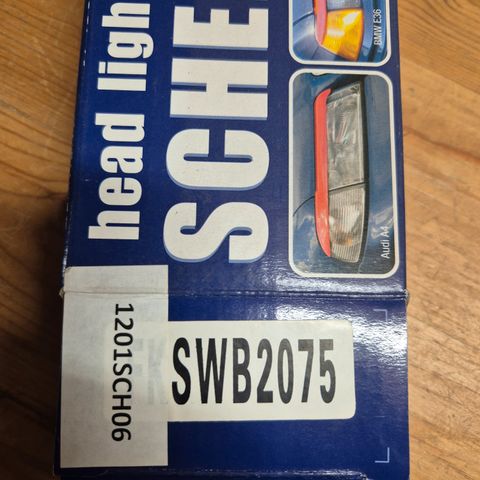 head ligh
SCHE
BMW E36
Audi A4
1201SCH06
SWB2075